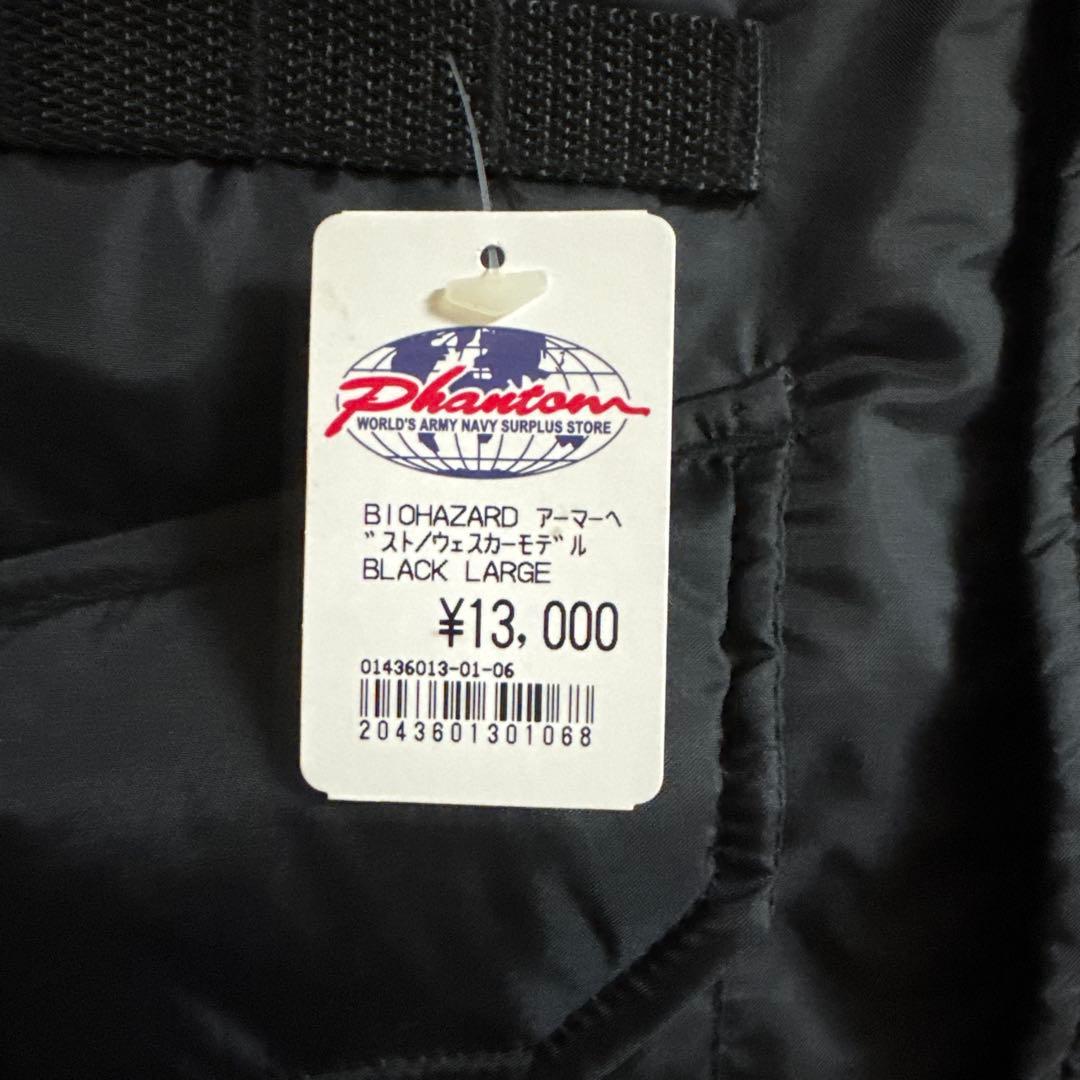 Phantom
WORLD'S ARMY NAVY SURPLUS STORE
BIOHAZARD アーマーベ
゛スト/ウェスカーモデ゛ル
BLACK LARGE
¥13,000
01436013-01-06
2043601301068